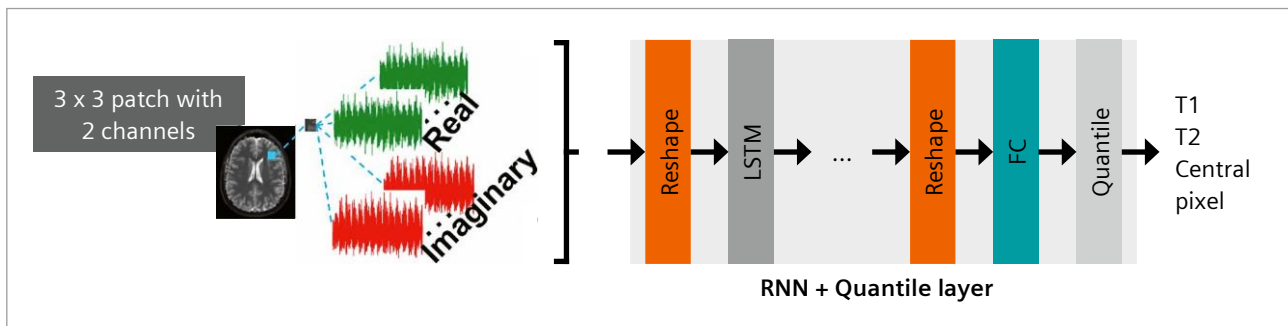 3 x 3 patch with
2 channels
Real
Imaginary
Reshape
LSTM
...
Reshape
FC
Quantile
T1
T2
Central
pixel
RNN + Quantile layer